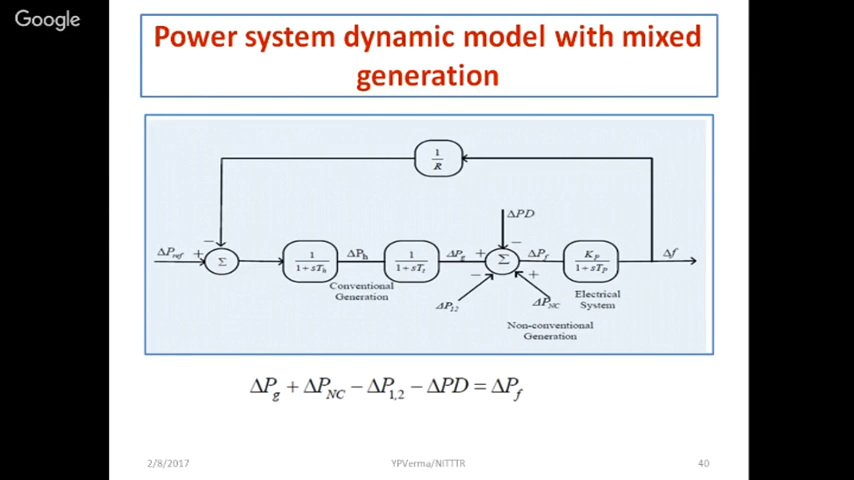 Google
Power system dynamic model with mixed
generation
1
R
ΔPD
ΔP_ref + − Σ 1/(1+sT_h) ΔP_h 1/(1+sT_t) ΔP_g + − Σ ΔP_f K_P/(1+sT_P) Δf
− +
Conventional
Generation
ΔP_12
ΔP_NC
Electrical
System
Non-conventional
Generation
ΔP_g + ΔP_NC − ΔP_1,2 − ΔPD = ΔP_f
2/8/2017
YPVerma/NITTTR
40